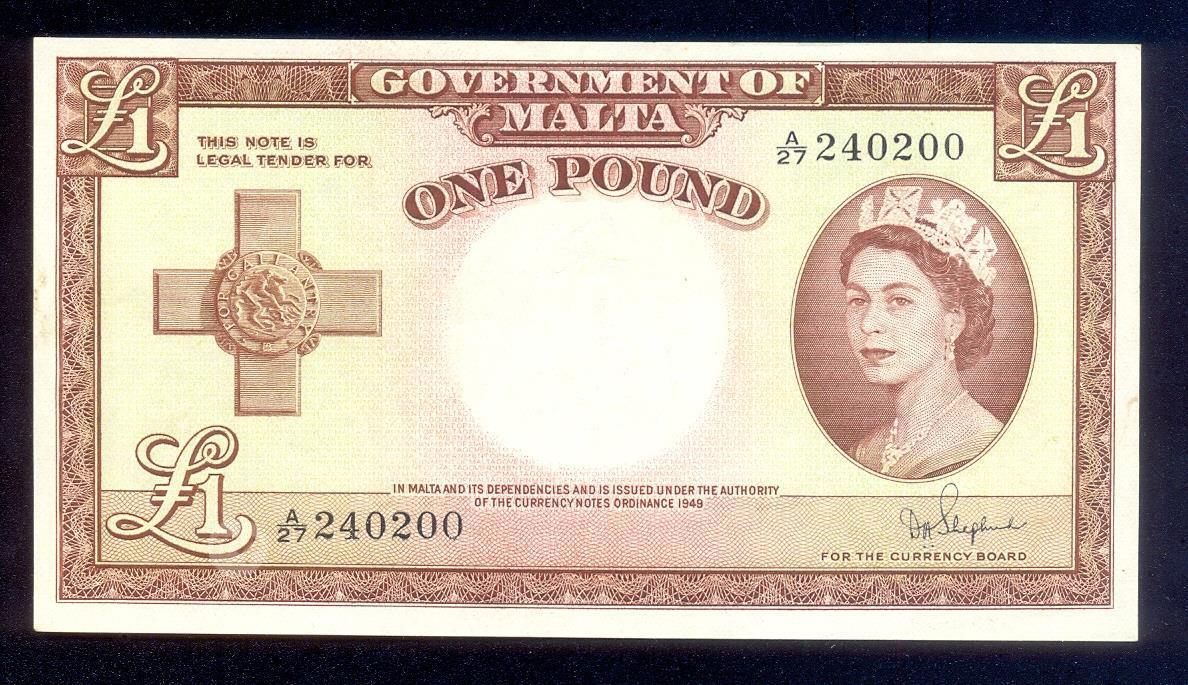 £1
GOVERNMENT OF
MALTA
£1
THIS NOTE IS
LEGAL TENDER FOR
A/27 240200
ONE POUND
FOR GALLANTRY
£1
IN MALTA AND ITS DEPENDENCIES AND IS ISSUED UNDER THE AUTHORITY
OF THE CURRENCY NOTES ORDINANCE 1949
A/27 240200
FOR THE CURRENCY BOARD